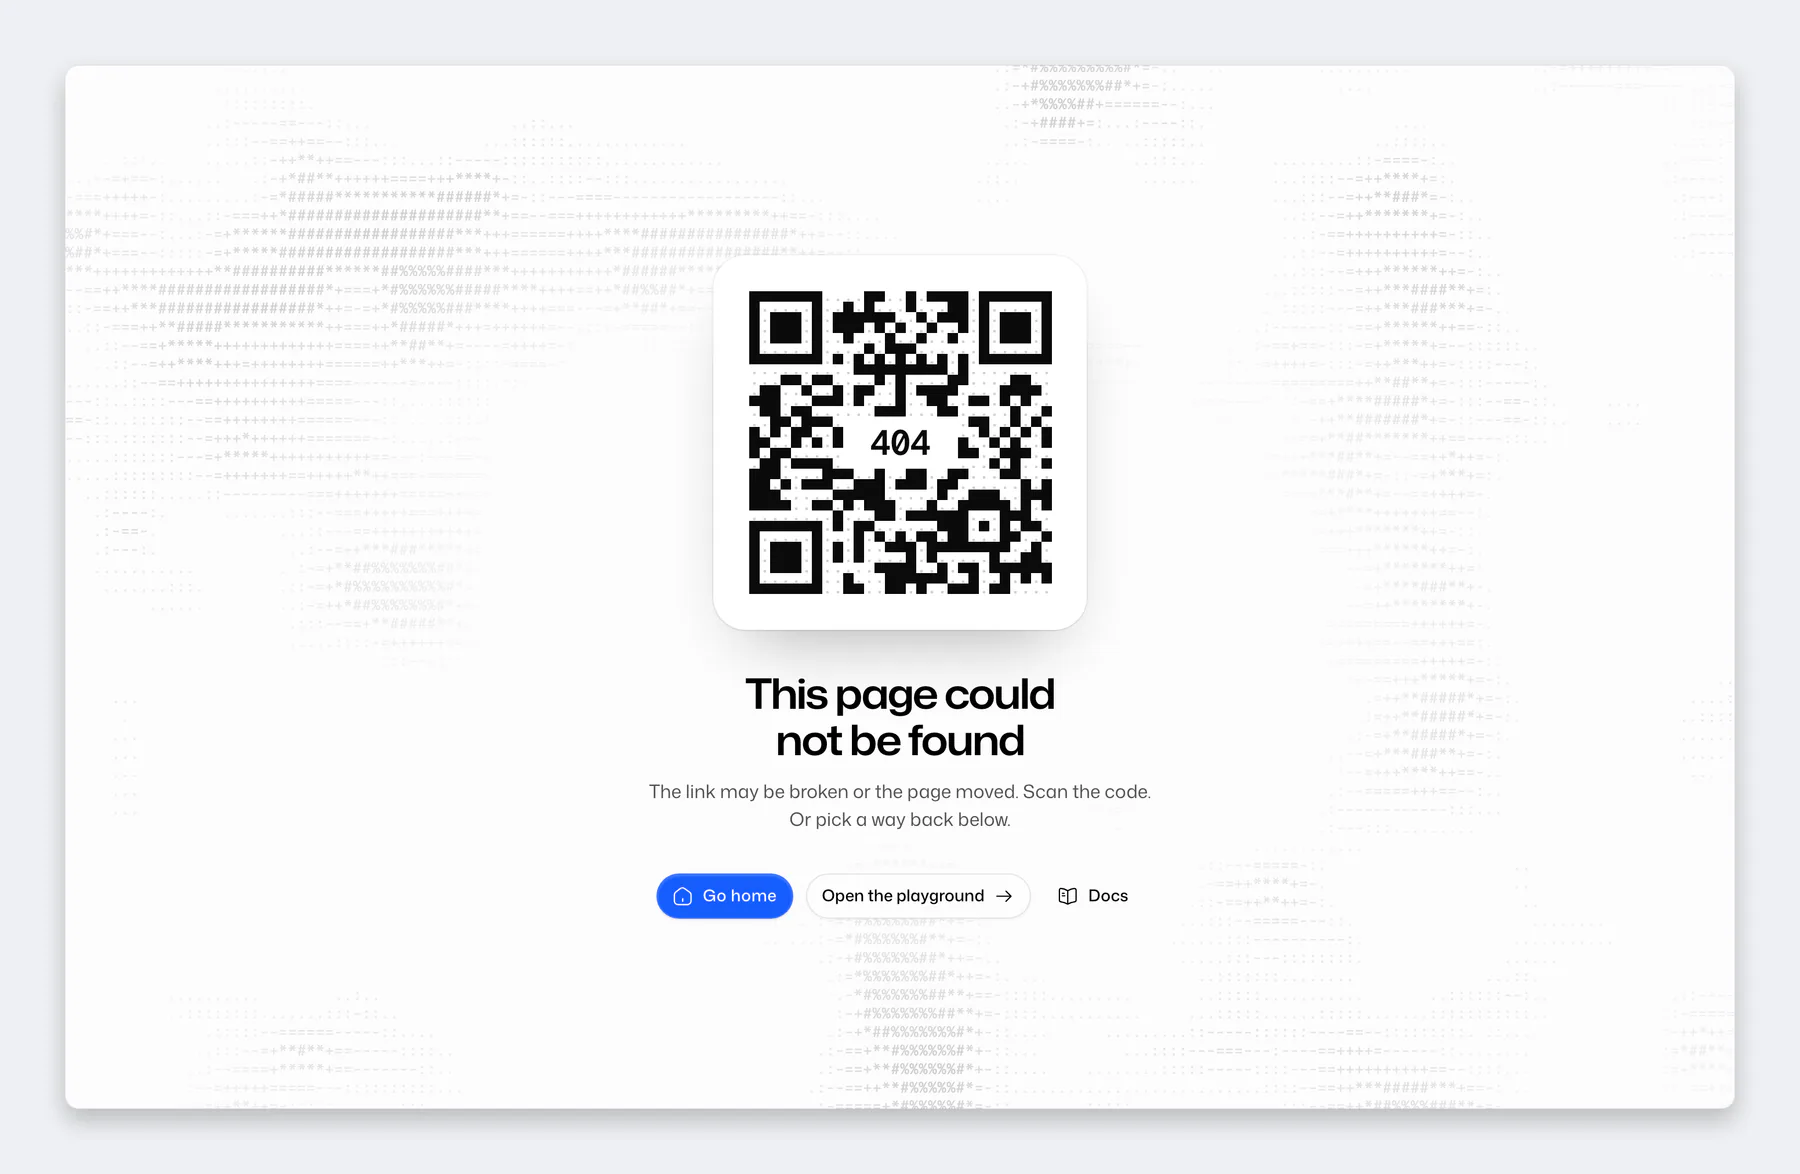 404
This page could
not be found
The link may be broken or the page moved. Scan the code.
Or pick a way back below.
Go home
Open the playground →
Docs